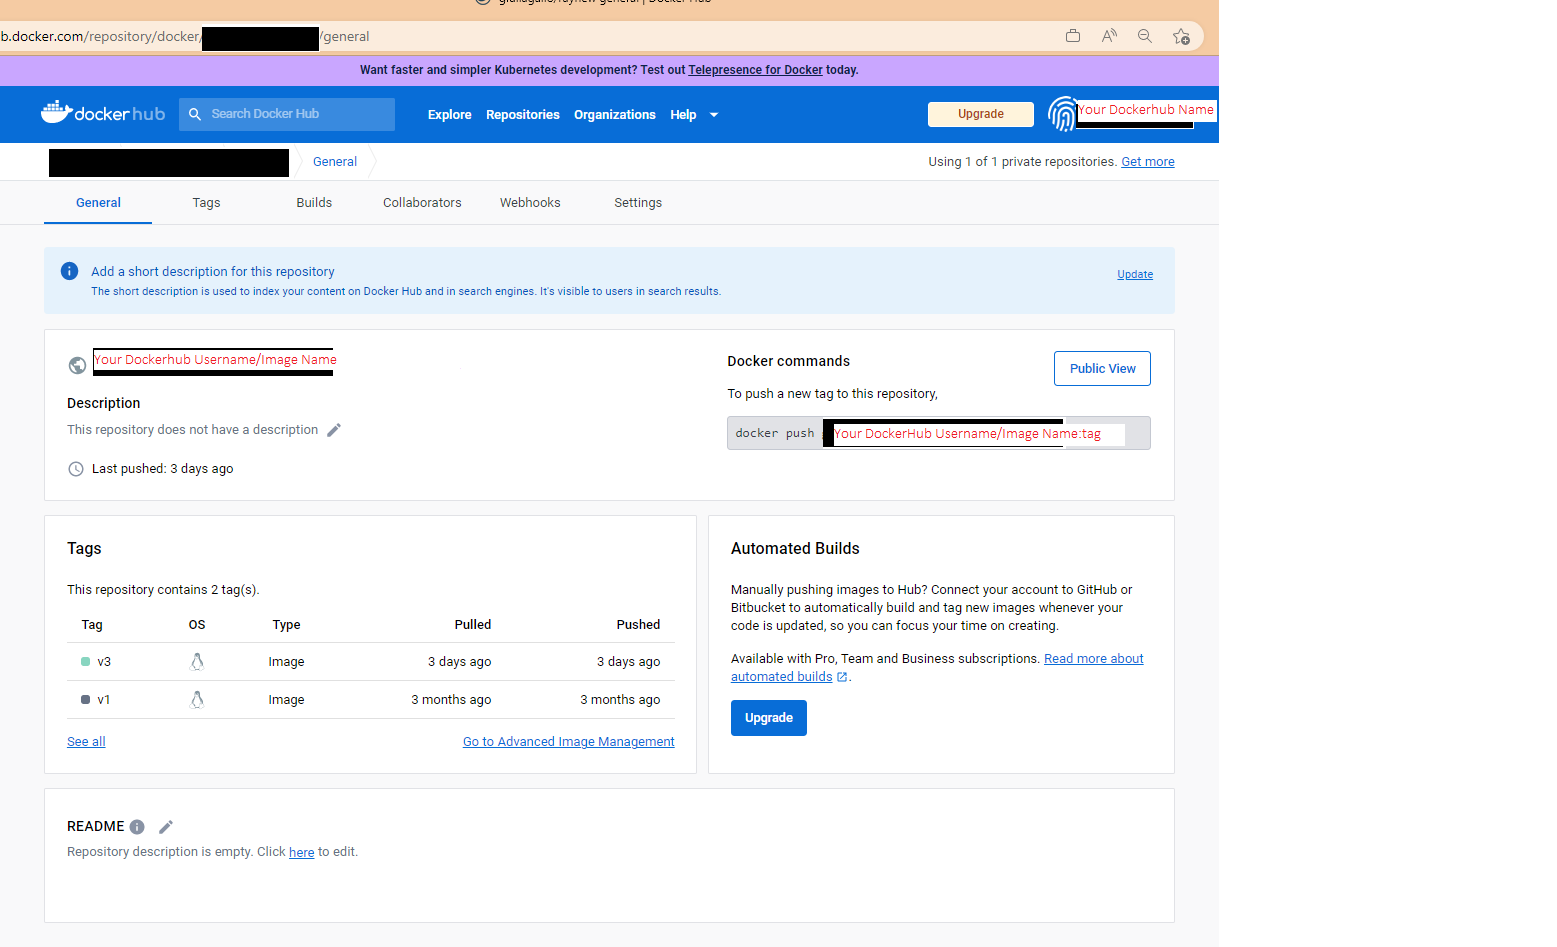 general | Docker Hub
b.docker.com/repository/docker/ /general
Want faster and simpler Kubernetes development? Test out Telepresence for Docker today.
docker hub Search Docker Hub Explore Repositories Organizations Help Upgrade Your Dockerhub Name
General Using 1 of 1 private repositories. Get more
General Tags Builds Collaborators Webhooks Settings
Add a short description for this repository Update
The short description is used to index your content on Docker Hub and in search engines. It's visible to users in search results.
Your Dockerhub Username/Image Name
Description
This repository does not have a description
Last pushed: 3 days ago
Docker commands Public View
To push a new tag to this repository,
docker push Your DockerHub Username/Image Name:tag
Tags
This repository contains 2 tag(s).
Tag OS Type Pulled Pushed
v3 Image 3 days ago 3 days ago
v1 Image 3 months ago 3 months ago
See all Go to Advanced Image Management
Automated Builds
Manually pushing images to Hub? Connect your account to GitHub or
Bitbucket to automatically build and tag new images whenever your
code is updated, so you can focus your time on creating.
Available with Pro, Team and Business subscriptions. Read more about
automated builds .
Upgrade
README
Repository description is empty. Click here to edit.